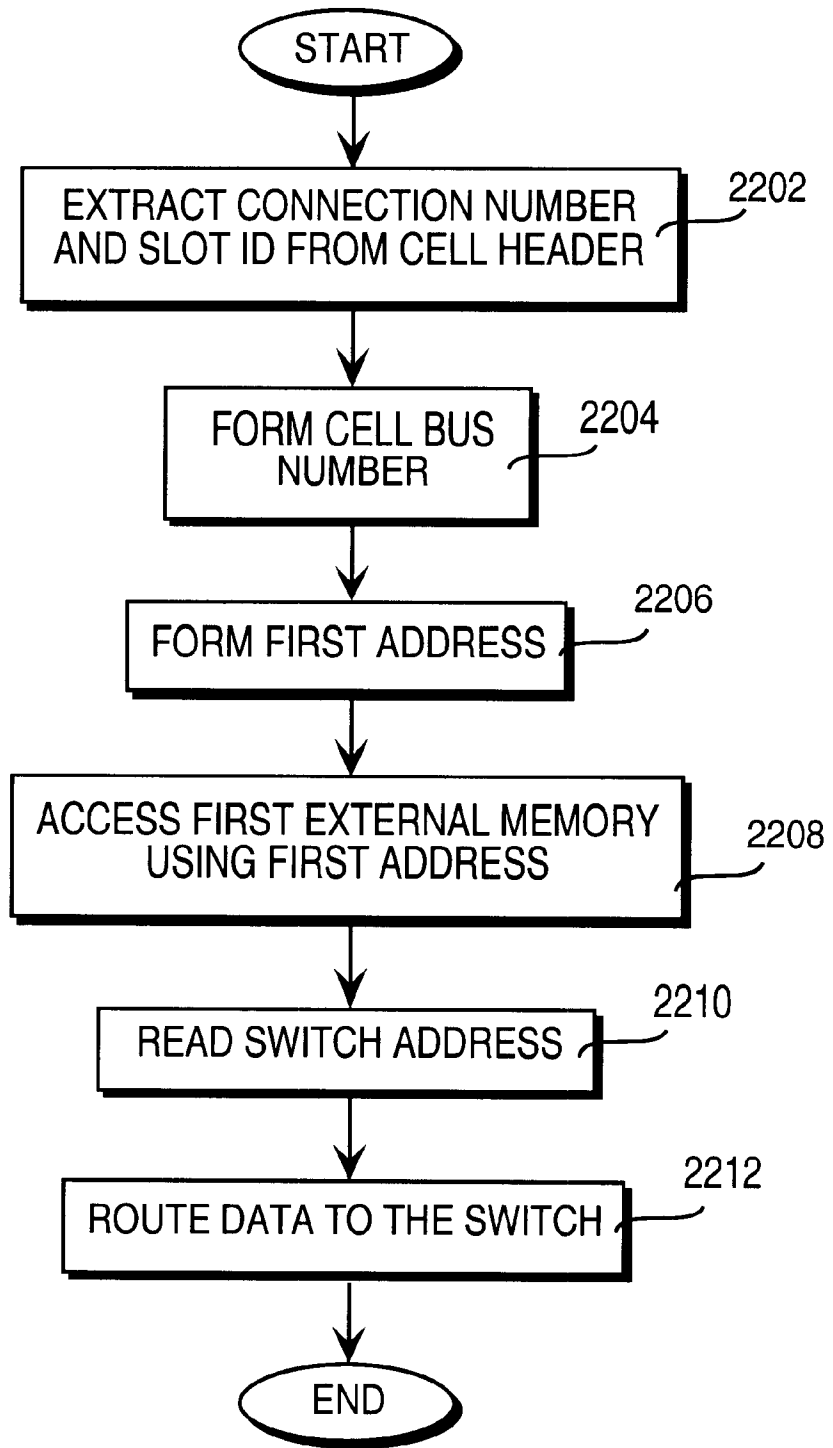 START
EXTRACT CONNECTION NUMBER
AND SLOT ID FROM CELL HEADER
2202
FORM CELL BUS
NUMBER
2204
FORM FIRST ADDRESS
2206
ACCESS FIRST EXTERNAL MEMORY
USING FIRST ADDRESS
2208
READ SWITCH ADDRESS
2210
ROUTE DATA TO THE SWITCH
2212
END